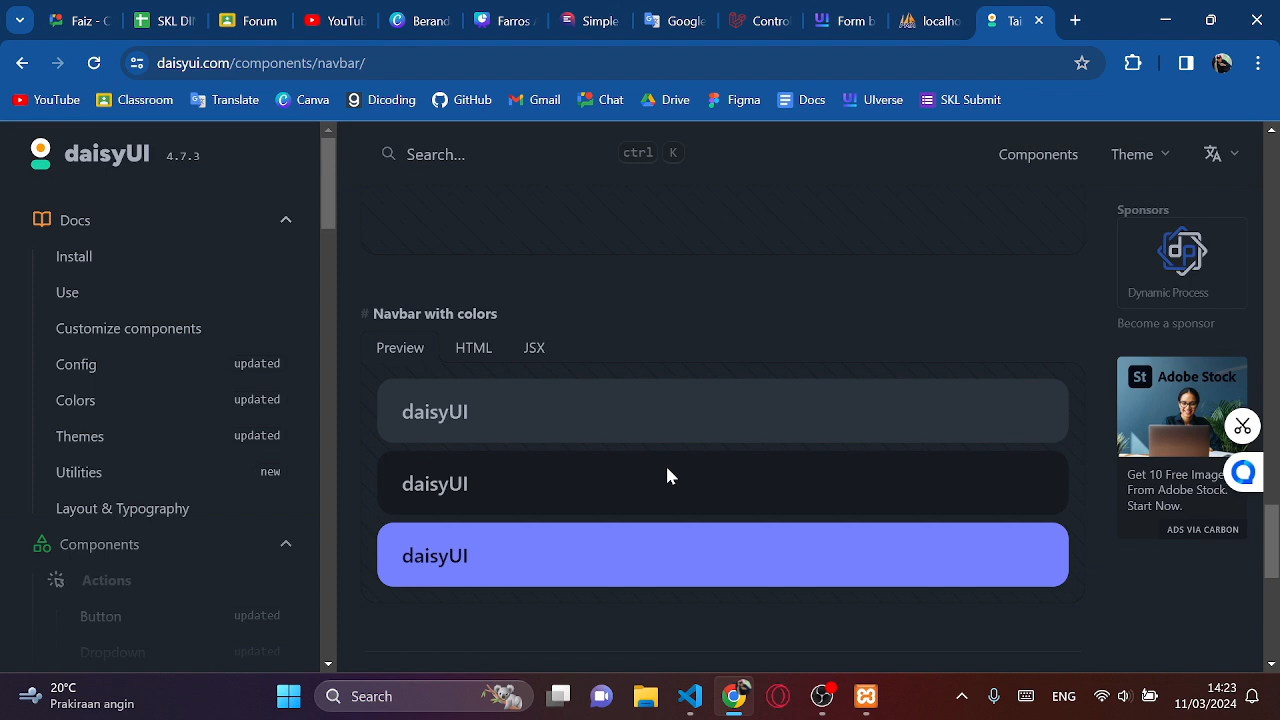 Faiz - C
SKL DIN
Forum
YouTub
Berand
Farros
Simple
Google
Contro
Form b
localho
Tai
daisyui.com/components/navbar/
YouTube
Classroom
Translate
Canva
Dicoding
GitHub
Gmail
Chat
Drive
Figma
Docs
UIverse
SKL Submit
daisyUI 4.7.3
Search...
ctrl K
Components
Theme
Docs
Install
Use
Customize components
Config updated
Colors updated
Themes updated
Utilities new
Layout & Typography
Components
Actions
Button updated
Dropdown updated
# Navbar with colors
Preview
HTML
JSX
daisyUI
daisyUI
daisyUI
Sponsors
dp
Dynamic Process
Become a sponsor
St Adobe Stock
Get 10 Free Image
From Adobe Stock.
Start Now.
ADS VIA CARBON
20°C
Prakiraan angin
Search
ENG
14:23
11/03/2024